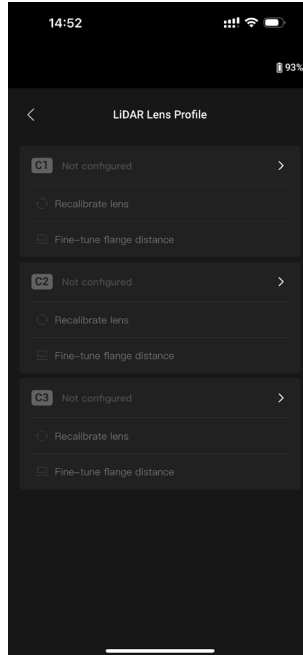 14:52
93%
LiDAR Lens Profile
C1 Not configured
Recalibrate lens
Fine-tune flange distance
C2 Not configured
Recalibrate lens
Fine-tune flange distance
C3 Not configured
Recalibrate lens
Fine-tune flange distance